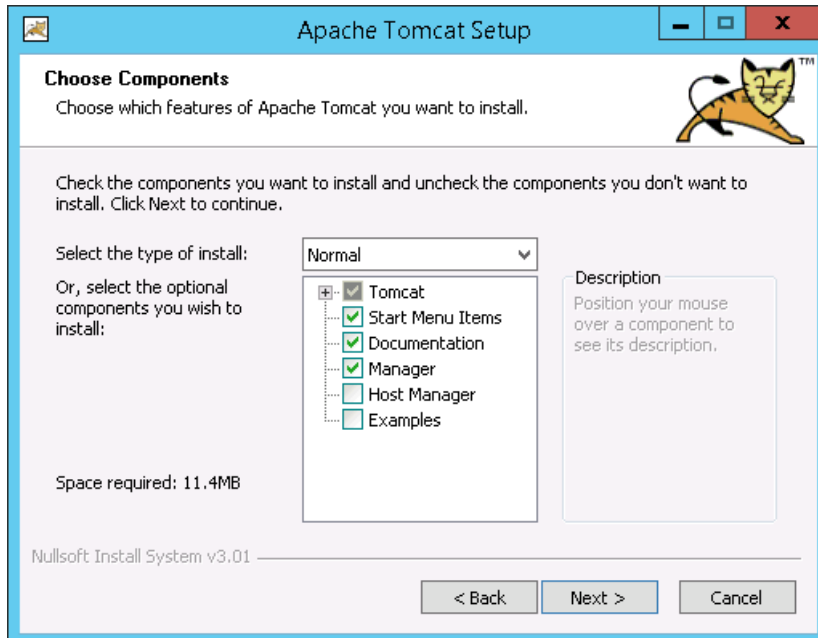 Apache Tomcat Setup
Choose Components
Choose which features of Apache Tomcat you want to install.
TM
Check the components you want to install and uncheck the components you don't want to
install. Click Next to continue.
Select the type of install:
Normal
Or, select the optional
components you wish to
install:
Tomcat
Start Menu Items
Documentation
Manager
Host Manager
Examples
Description
Position your mouse
over a component to
see its description.
Space required: 11.4MB
Nullsoft Install System v3.01
< Back
Next >
Cancel